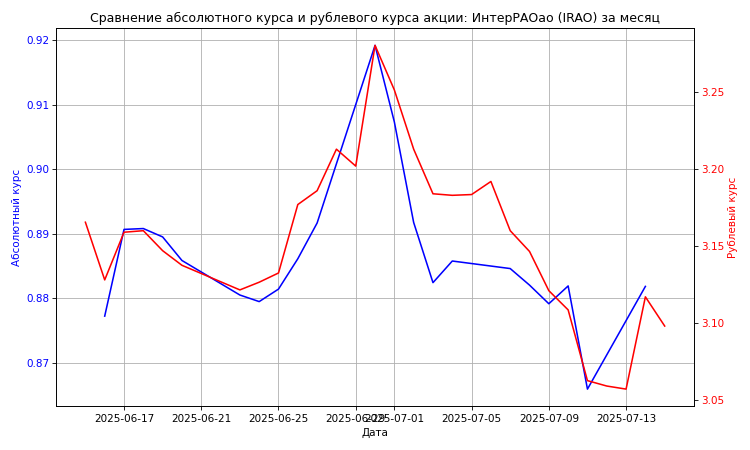 Сравнение абсолютного курса и рублевого курса акции: ИнтерРАОао (IRAO) за месяц
0.92
0.91
0.90
0.89
0.88
0.87
Абсолютный курс
3.25
3.20
3.15
3.10
3.05
Рублевый курс
2025-06-17 2025-06-21 2025-06-25 2025-06-29 2025-07-01 2025-07-05 2025-07-09 2025-07-13
Дата